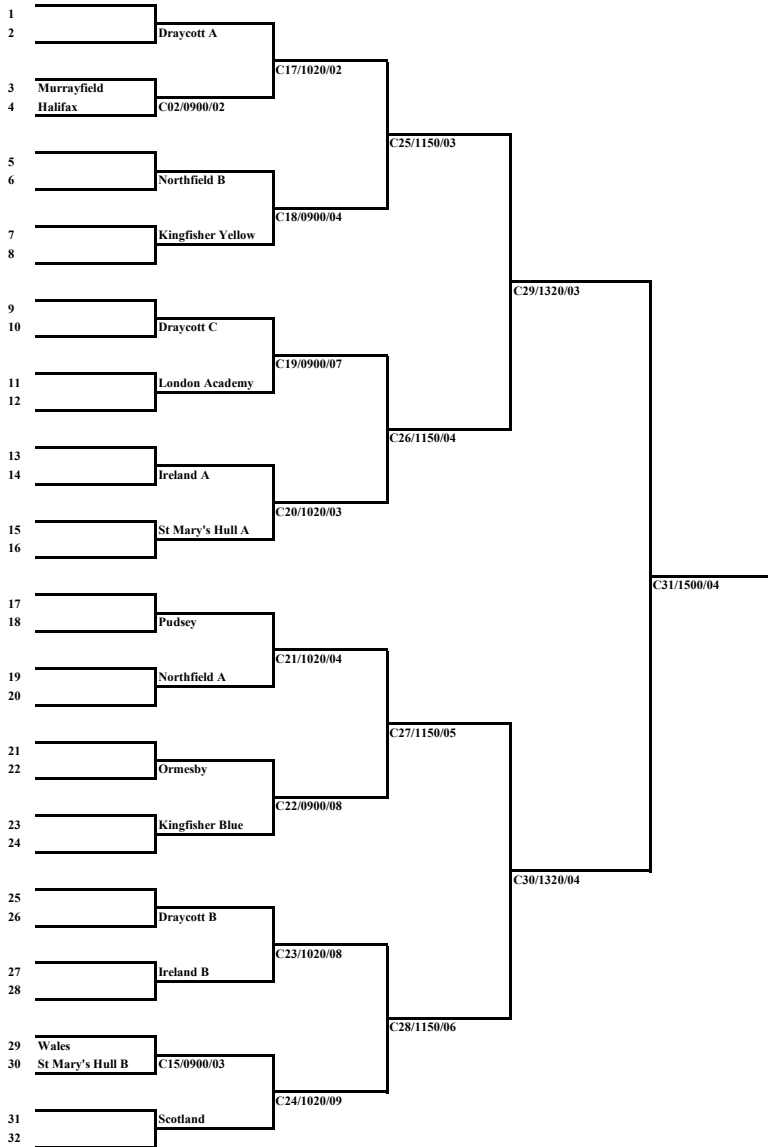 1
2 Draycott A
C17/1020/02
3 Murrayfield
4 Halifax C02/0900/02
C25/1150/03
5
6 Northfield B
C18/0900/04
7 Kingfisher Yellow
8
C29/1320/03
9
10 Draycott C
C19/0900/07
11 London Academy
12
C26/1150/04
13
14 Ireland A
C20/1020/03
15 St Mary's Hull A
16
C31/1500/04
17
18 Pudsey
C21/1020/04
19 Northfield A
20
C27/1150/05
21
22 Ormesby
C22/0900/08
23 Kingfisher Blue
24
C30/1320/04
25
26 Draycott B
C23/1020/08
27 Ireland B
28
C28/1150/06
29 Wales
30 St Mary's Hull B C15/0900/03
C24/1020/09
31 Scotland
32